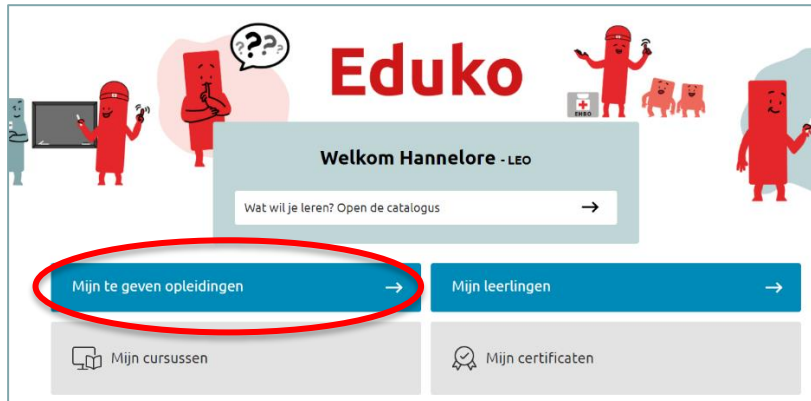 ???
Eduko
EHBO
Welkom Hannelore - LEO
Wat wil je leren? Open de catalogus →
Mijn te geven opleidingen →
Mijn leerlingen →
Mijn cursussen
Mijn certificaten